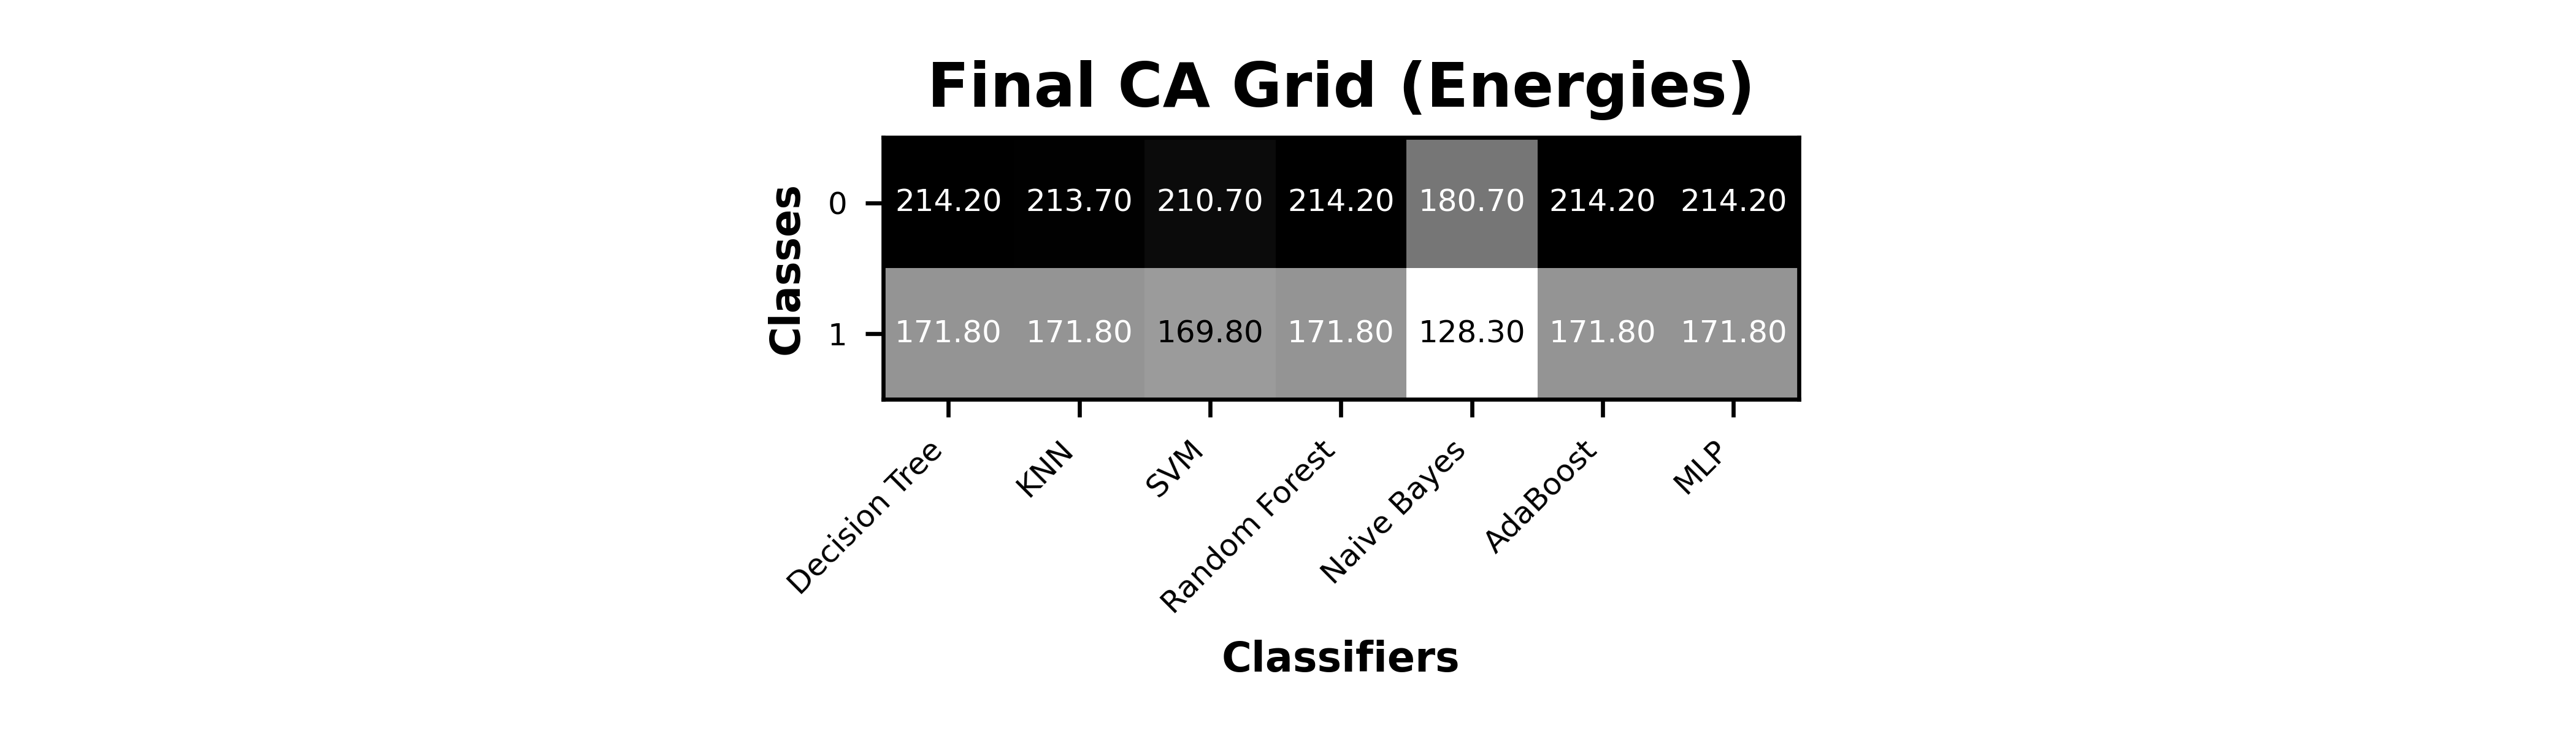 Final CA Grid (Energies)
Classes
0 214.20 213.70 210.70 214.20 180.70 214.20 214.20
1 171.80 171.80 169.80 171.80 128.30 171.80 171.80
Decision Tree KNN SVM Random Forest Naive Bayes AdaBoost MLP
Classifiers